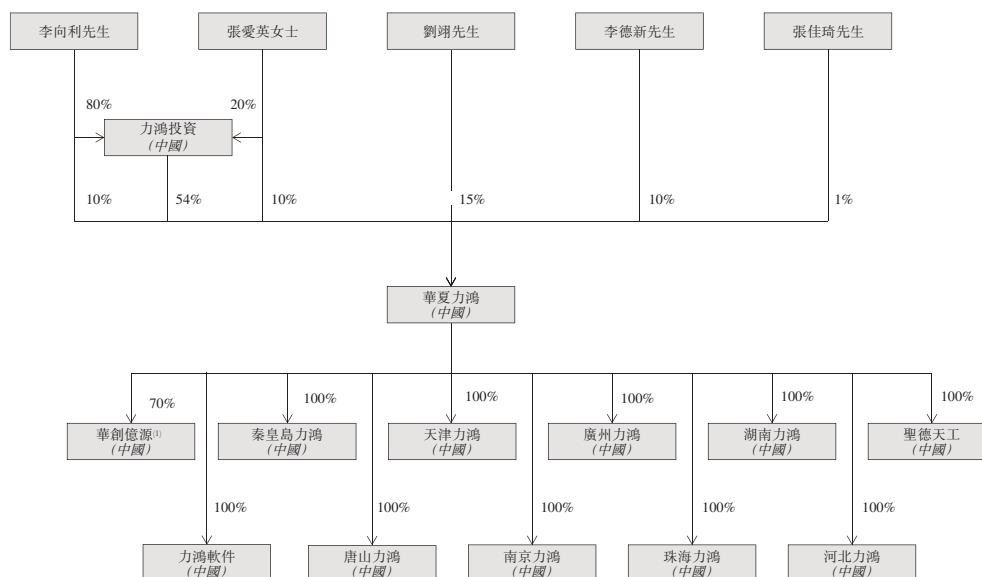 李向利先生
張愛英女士
劉翊先生
李德新先生
張佳琦先生
80%
20%
力鴻投資
(中國)
10%
54%
10%
15%
10%
1%
華夏力鴻
(中國)
70%
100%
100%
100%
100%
100%
華創億源(1)
(中國)
秦皇島力鴻
(中國)
天津力鴻
(中國)
廣州力鴻
(中國)
湖南力鴻
(中國)
聖德天工
(中國)
100%
100%
100%
100%
100%
力鴻軟件
(中國)
唐山力鴻
(中國)
南京力鴻
(中國)
珠海力鴻
(中國)
河北力鴻
(中國)